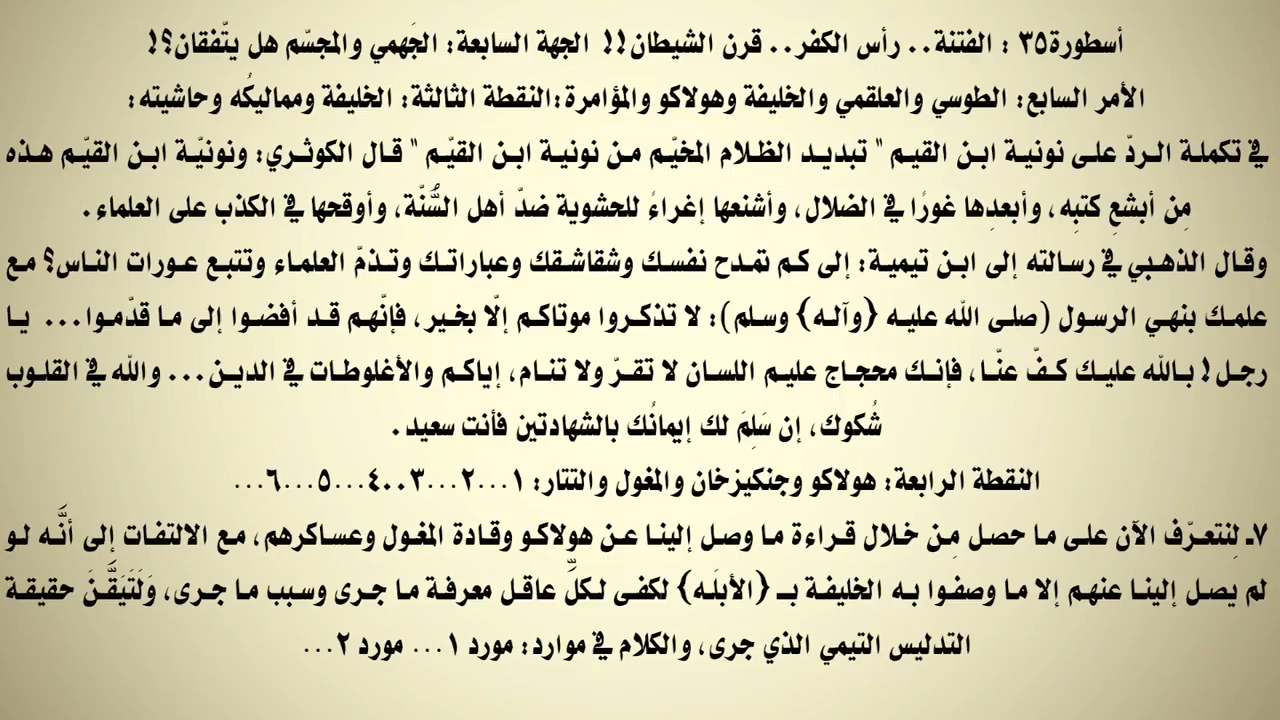 أسطورة٣٥ : الفتنة.. رأس الكفر.. قرن الشيطان!! الجهة السابعة: الجَهمي والمجسّم هل يتّفقان؟!
الأمر السابع: الطوسي والعلقمي والخليفة وهولاكو والمؤامرة:النقطة الثالثة: الخليفة ومماليكُه وحاشيته:
في تكملة الردّ على نونية ابن القيم " تبديد الظلام المخيّم من نونية ابن القيّم " قال الكوثري: ونونيّة ابن القيّم هذه
مِن أبشعِ كتبِه، وأبعدِها غورًا في الضلال، وأشنعها إغراءً للحشوية ضدّ أهل السُّنّة، وأوقحها في الكذب على العلماء.
وقال الذهبي في رسالته إلى ابن تيمية: إلى كم تمدح نفسك وشقاشقك وعباراتك وتذمّ العلماء وتتبع عورات الناس؟ مع
علمك بنهي الرسول (صلى الله عليه {وآله} وسلم): لا تذكروا موتاكم إلّا بخير، فإنّهم قد أفضوا إلى ما قدّموا... يا
رجل! بالله عليك كفّ عنّا، فإنك محجاج عليم اللسان لا تقرّ ولا تنام، إياكم والأغلوطات في الدين... والله في القلوب
شُكوك، إن سَلِمَ لك إيمانُك بالشهادتين فأنت سعيد.
النقطة الرابعة: هولاكو وجنكيزخان والمغول والتتار: ١...٢...٣..٤...٥...٦...
٧ـ لِنتعرّف الآن على ما حصل مِن خلال قراءة ما وصل إلينا عن هولاكو وقادة المغول وعساكرهم، مع الالتفات إلى أنَّه لو
لم يصل إلينا عنهم إلا ما وصفوا به الخليفة بـ {الأبلَه} لكفى لكلِّ عاقل معرفة ما جرى وسبب ما جرى، وَلَتَيَقَّنَ حقيقة
التدليس التيمي الذي جرى، والكلام في موارد: مورد ١... مورد ٢...